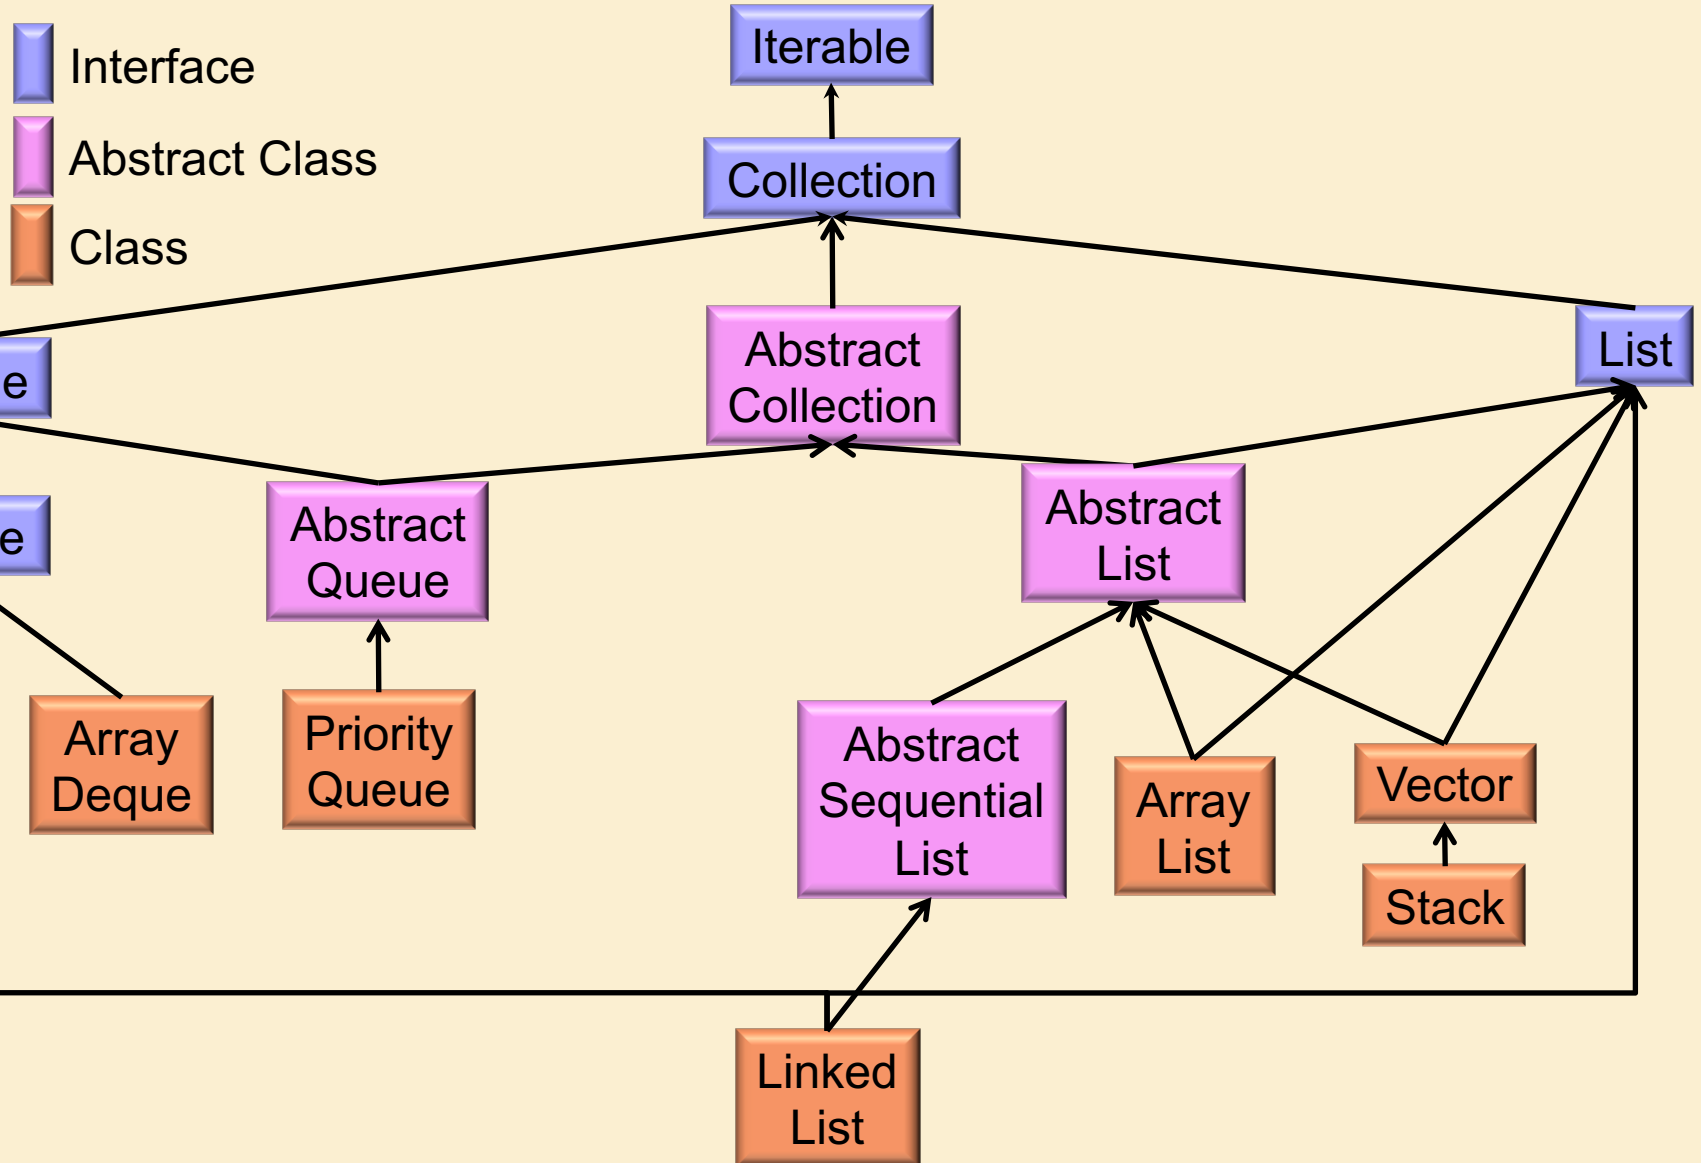 Interface
Abstract Class
Class
Iterable
Collection
Abstract
Collection
List
e
Abstract
Queue
Abstract
List
e
Array
Deque
Priority
Queue
Abstract
Sequential
List
Array
List
Vector
Stack
Linked
List